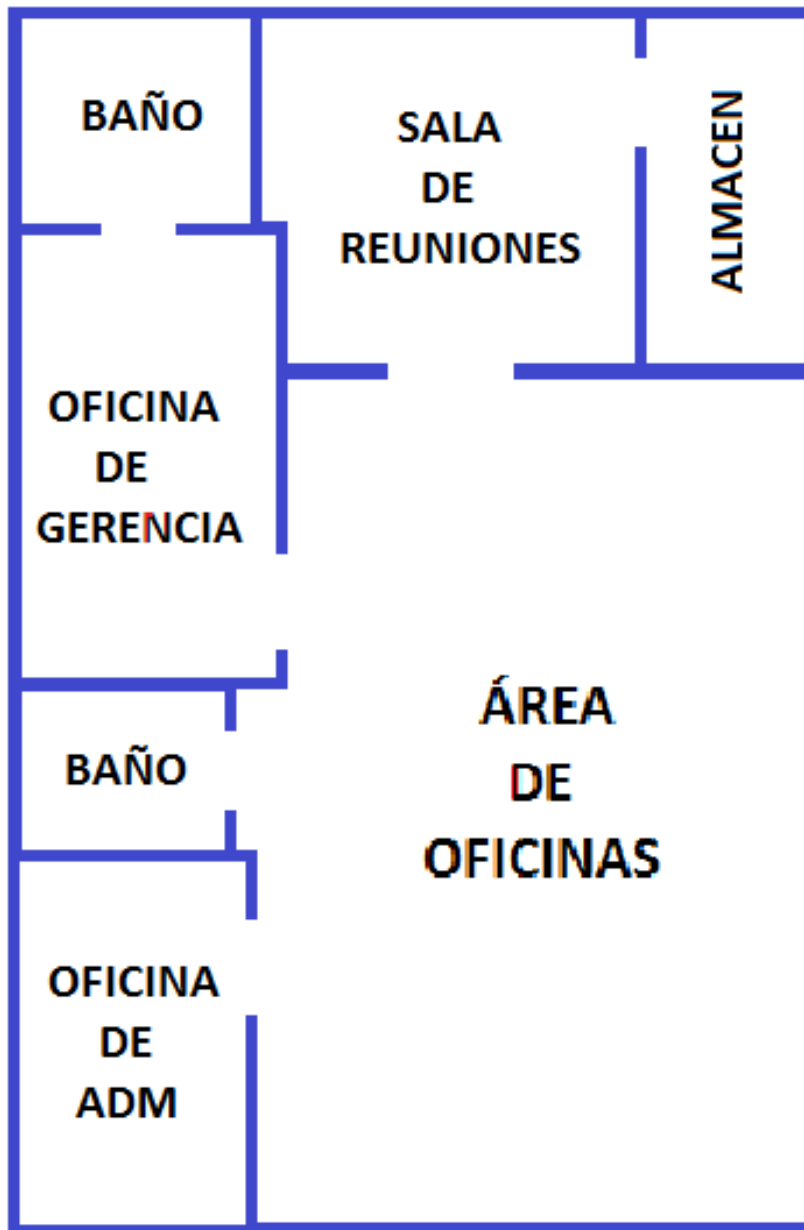 BAÑO
SALA
DE
REUNIONES
ALMACEN
OFICINA
DE
GERENCIA
BAÑO
ÁREA
DE
OFICINAS
OFICINA
DE
ADM